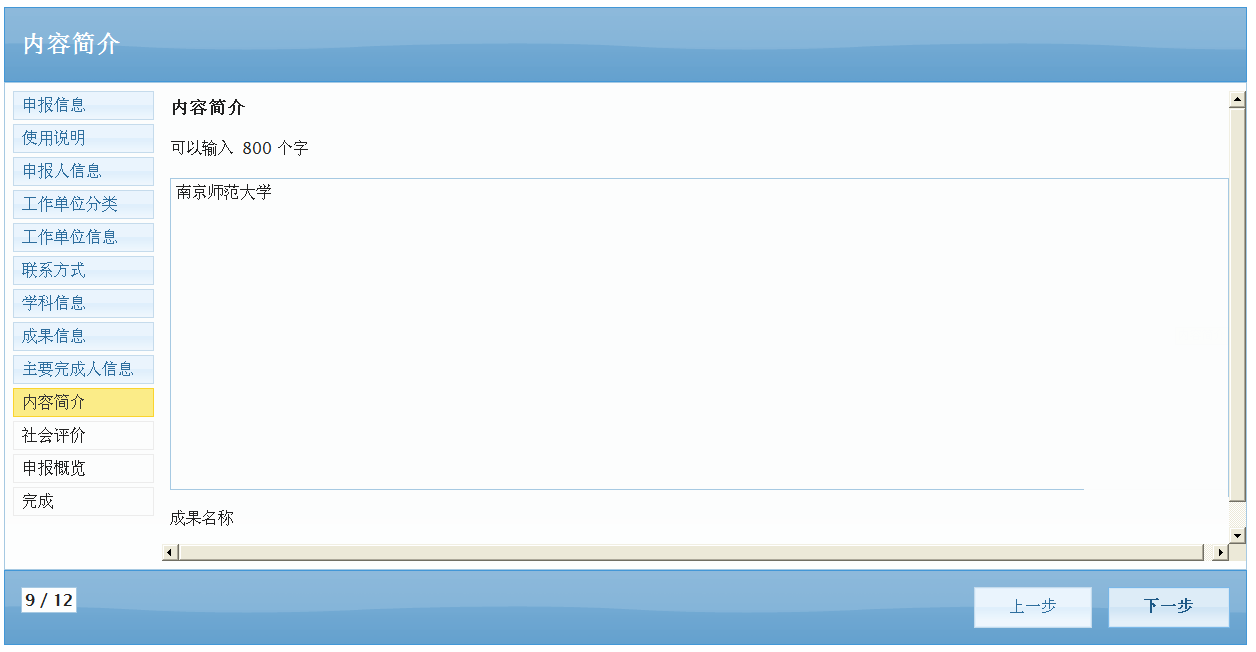 内容简介
申报信息
使用说明
申报人信息
工作单位分类
工作单位信息
联系方式
学科信息
成果信息
主要完成人信息
内容简介
社会评价
申报概览
完成
内容简介
可以输入 800 个字
南京师范大学
成果名称
9 / 12
上一步
下一步